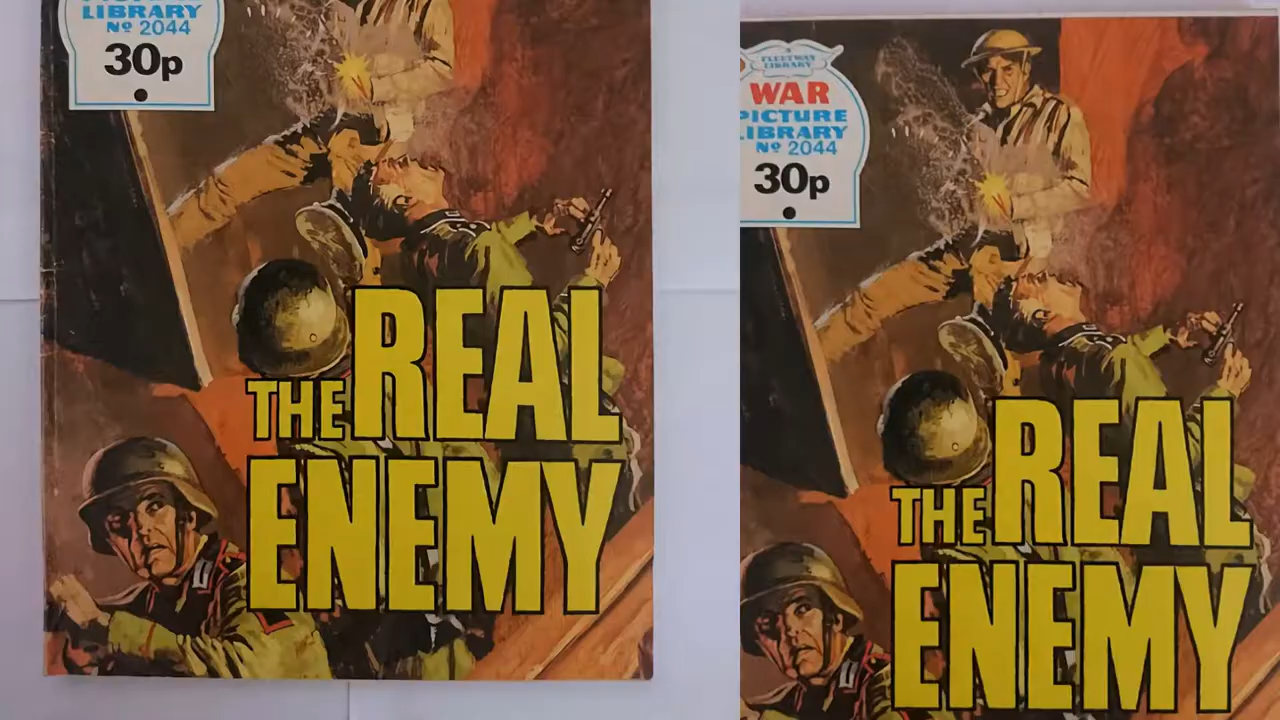 LIBRARY
Nº 2044
30p
THE REAL
ENEMY
FLEETWAY
LIBRARY
WAR
PICTURE
LIBRARY
Nº 2044
30p
THE REAL
ENEMY